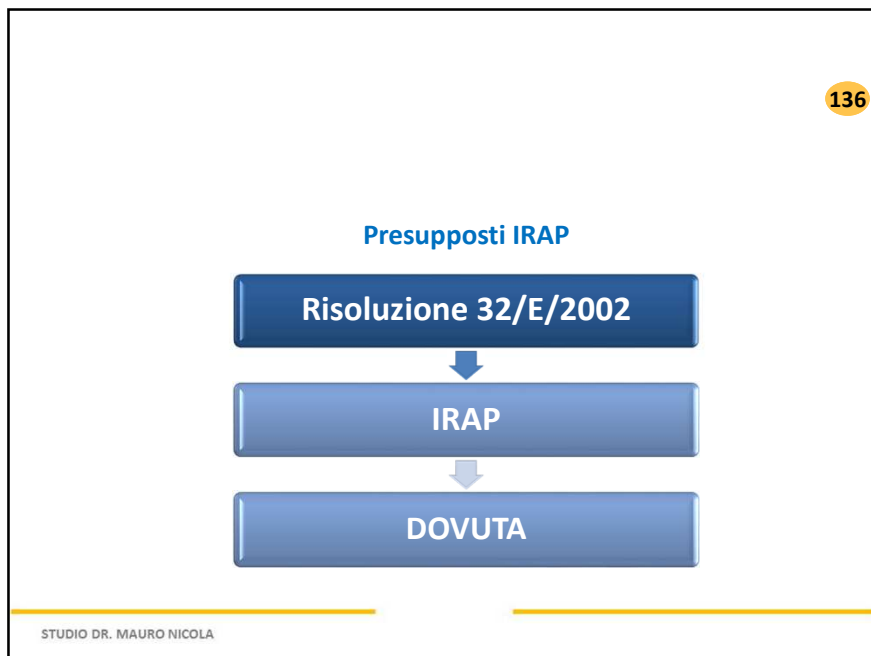 136
Presupposti IRAP
Risoluzione 32/E/2002
IRAP
DOVUTA
STUDIO DR. MAURO NICOLA